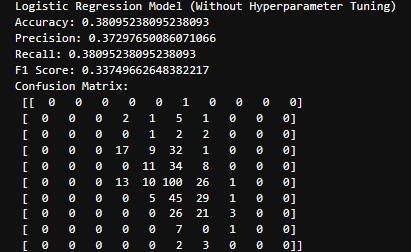 Logistic Regression Model (Without Hyperparameter Tuning)
Accuracy: 0.38095238095238093
Precision: 0.37297650086071066
Recall: 0.38095238095238093
F1 Score: 0.33749662648382217
Confusion Matrix:
[[  0   0   0   0   0   1   0   0   0   0]
[  0   0   0   2   1   5   1   0   0   0]
[  0   0   0   0   1   2   2   0   0   0]
[  0   0   0  17   9  32   1   0   0   0]
[  0   0   0   0  11  34   8   0   0   0]
[  0   0   0  13  10 100  26   1   0   0]
[  0   0   0   0   5  45  29   1   0   0]
[  0   0   0   0   0  26  21   3   0   0]
[  0   0   0   0   0   7   0   1   0   0]
[  0   0   0   0   0   2   3   0   0   0]]